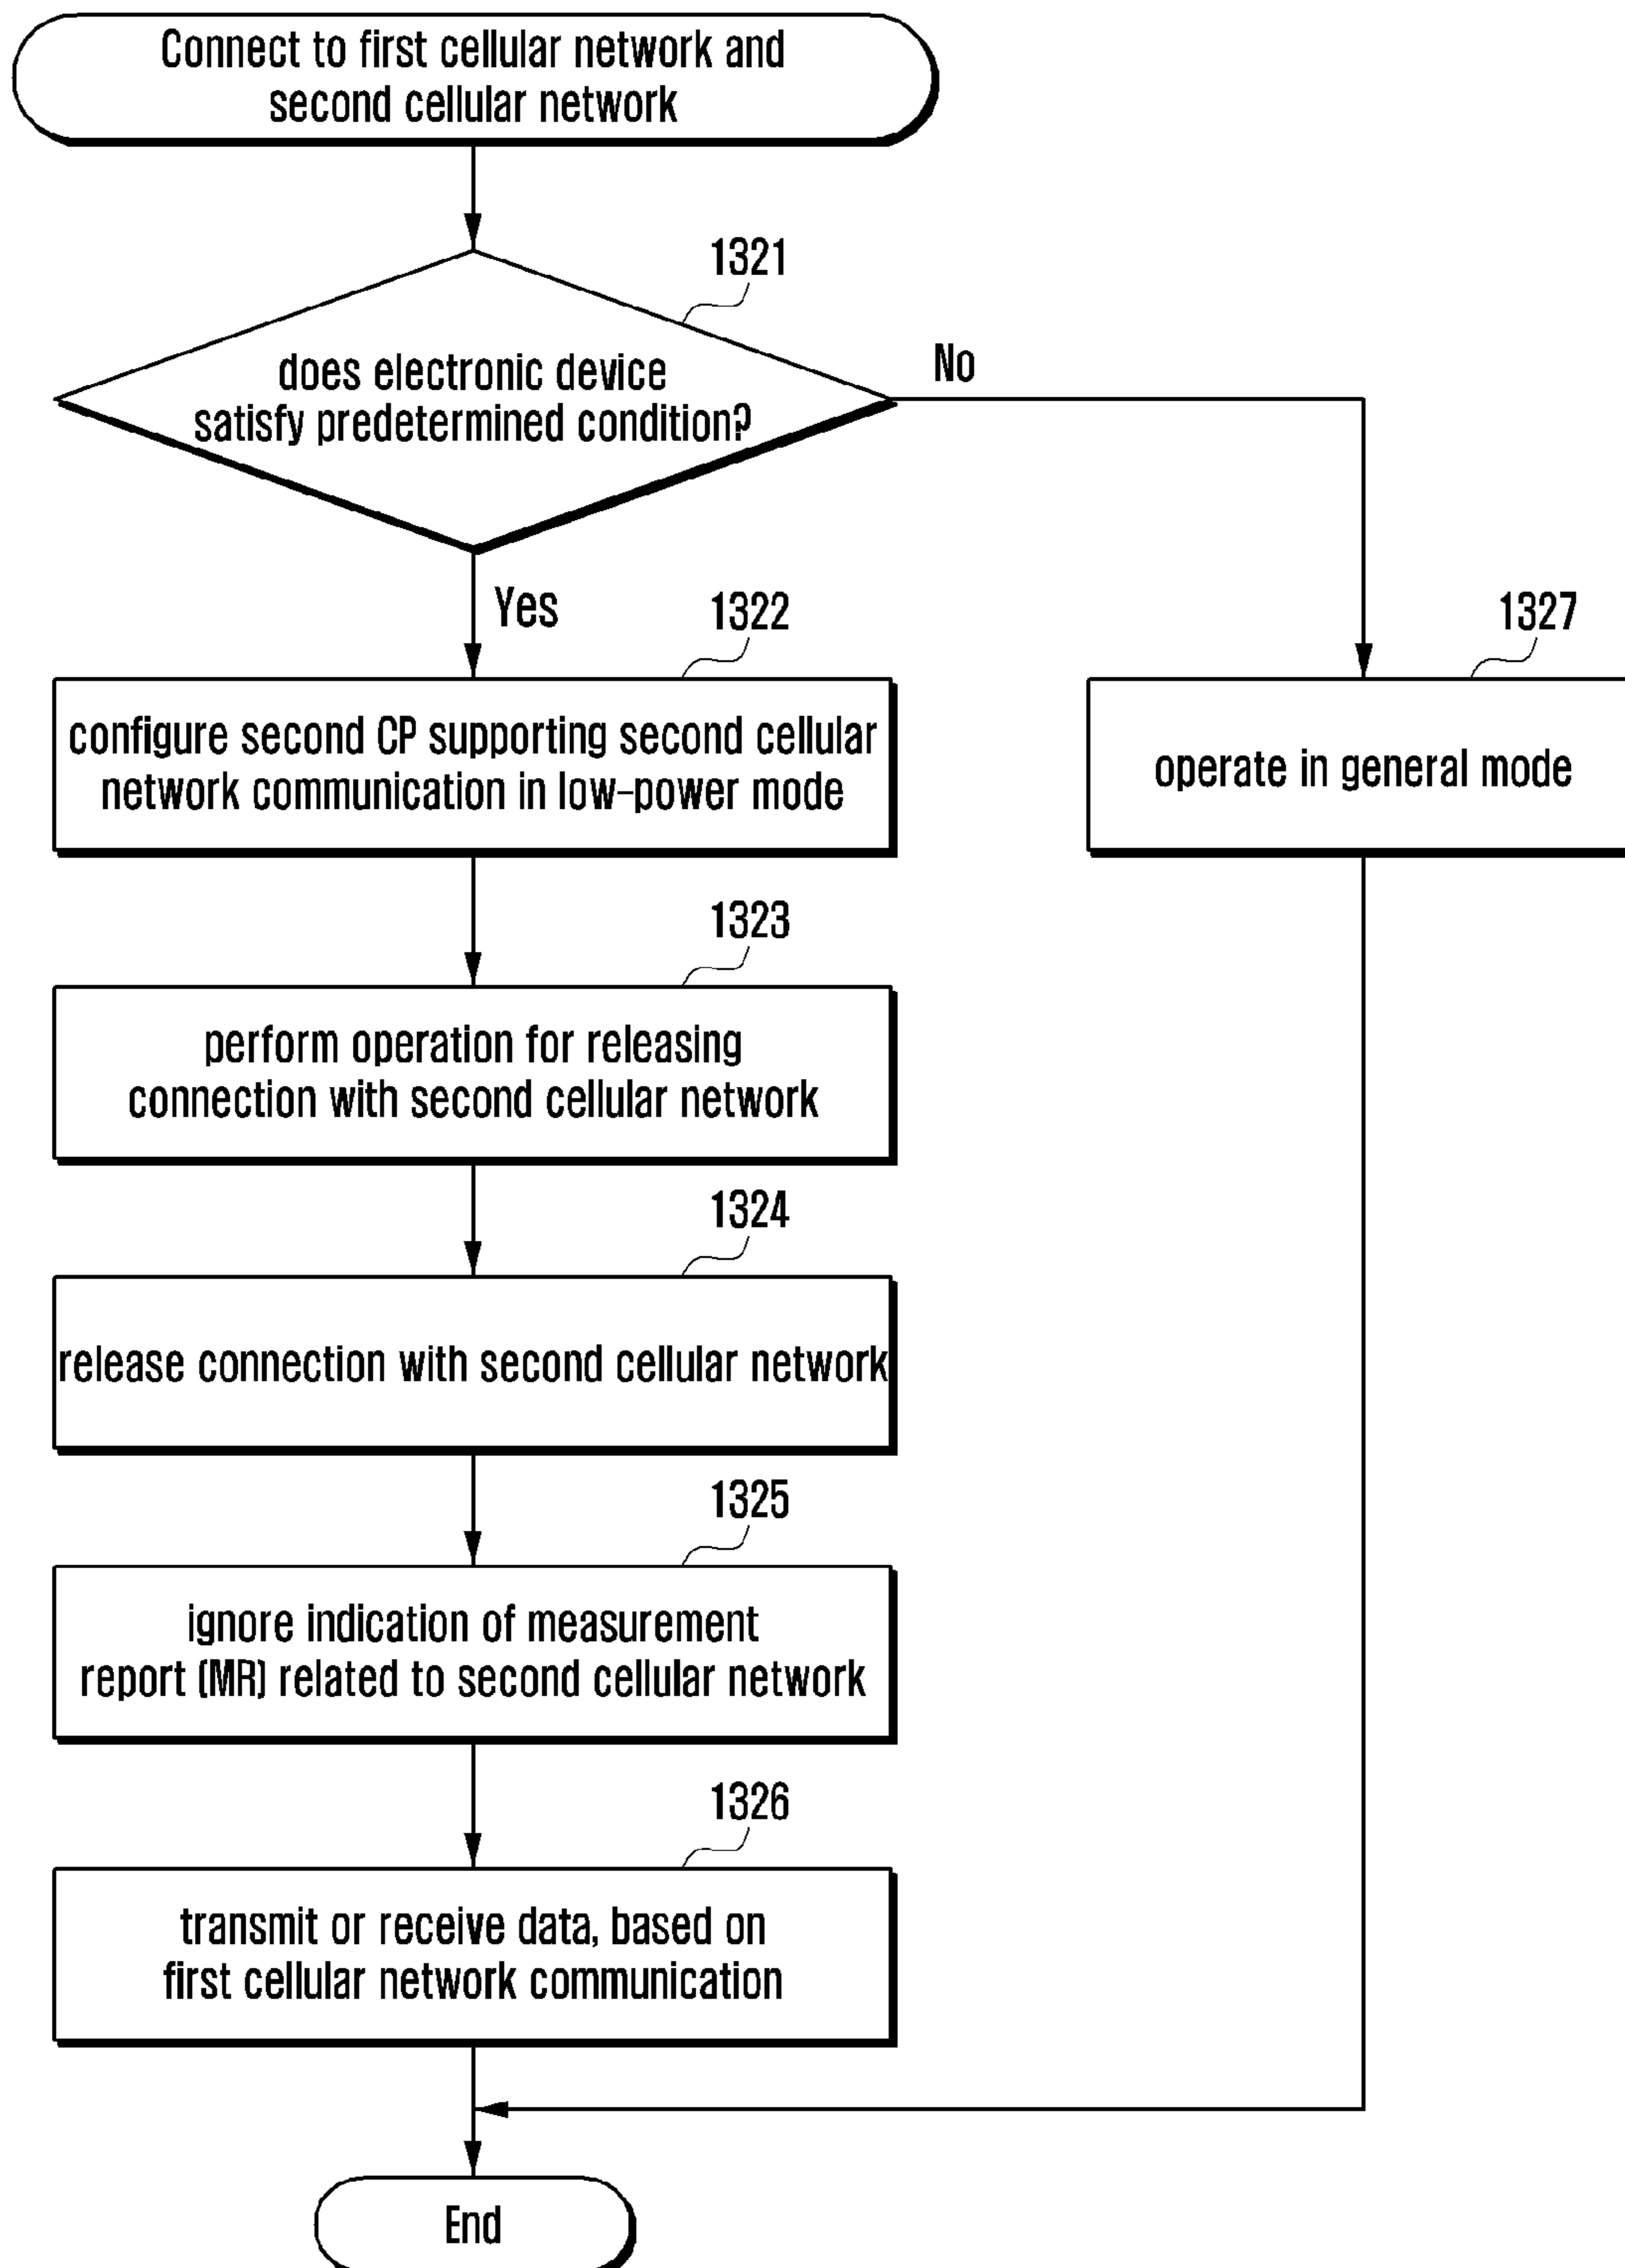 Connect to first cellular network and
second cellular network
1321
does electronic device
satisfy predetermined condition?
No
Yes
1322
configure second CP supporting second cellular
network communication in low-power mode
1327
operate in general mode
1323
perform operation for releasing
connection with second cellular network
1324
release connection with second cellular network
1325
ignore indication of measurement
report (MR) related to second cellular network
1326
transmit or receive data, based on
first cellular network communication
End